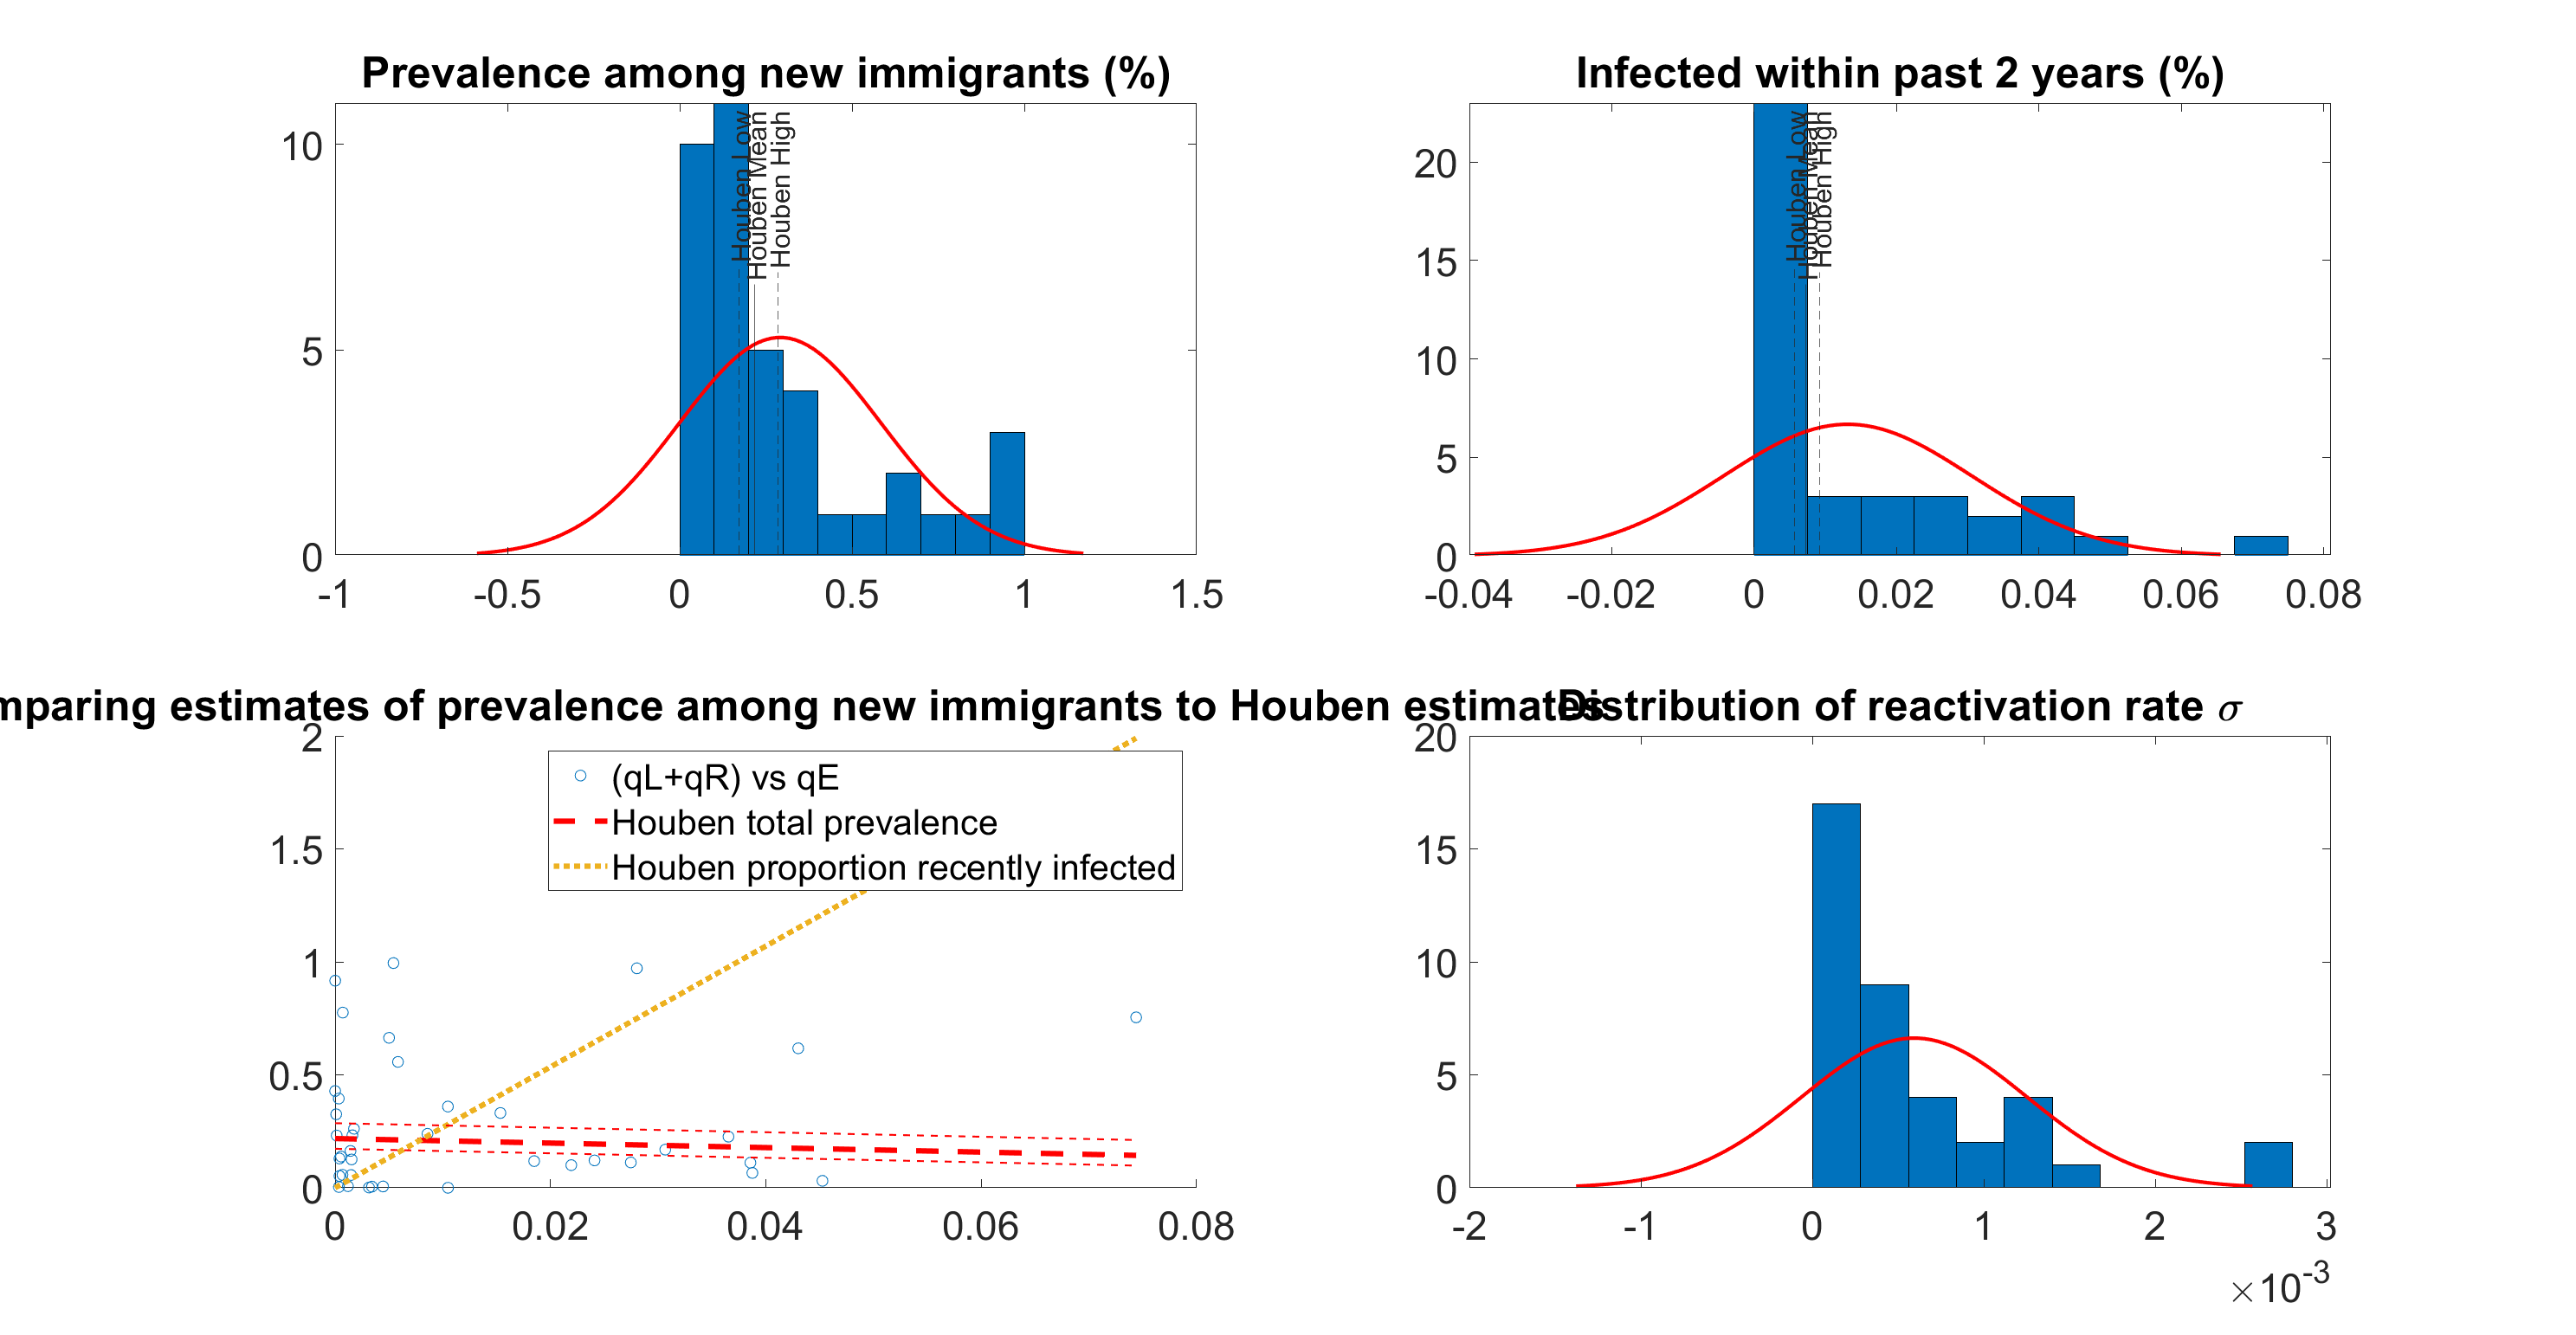 Prevalence among new immigrants (%)
10
5
0
-1 -0.5 0 0.5 1 1.5
Houben Low
Houben Mean
Houben High
Infected within past 2 years (%)
20
15
10
5
0
-0.04 -0.02 0 0.02 0.04 0.06 0.08
Houben Low
Houben Mean
Houben High
mparing estimates of prevalence among new immigrants to Houben estimates
2
1.5
1
0.5
0
0 0.02 0.04 0.06 0.08
(qL+qR) vs qE
Houben total prevalence
Houben proportion recently infected
Distribution of reactivation rate σ
20
15
10
5
0
-2 -1 0 1 2 3
×10-3